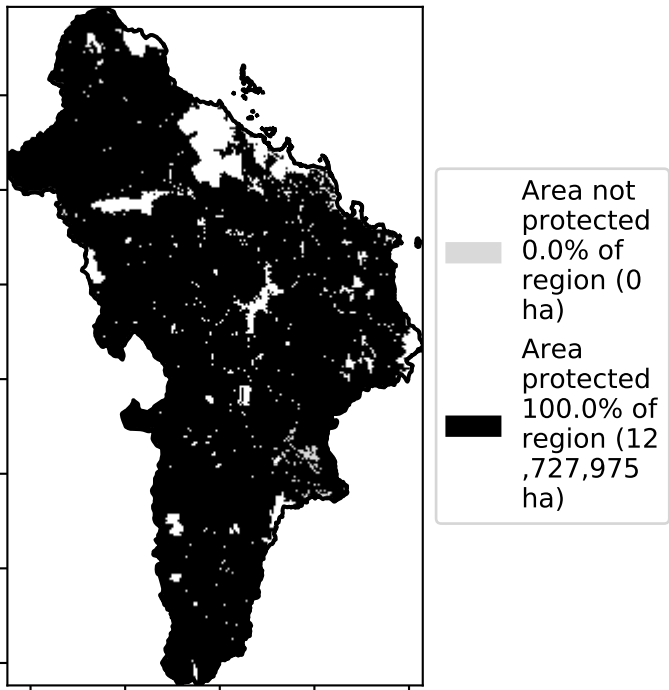 Area not
protected
0.0% of
region (0
ha)
Area
protected
100.0% of
region (12
,727,975
ha)